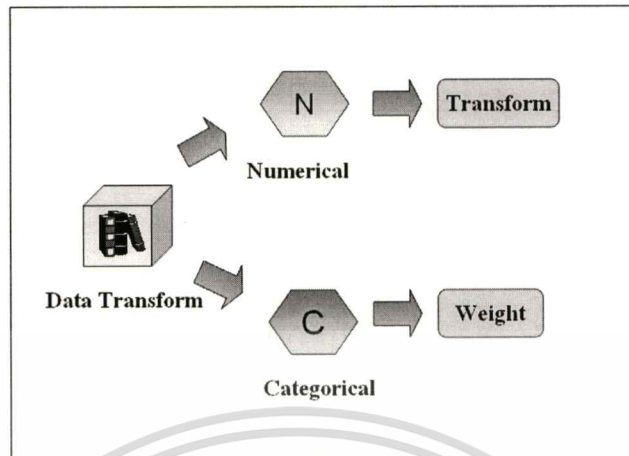 N
Transform
Numerical
Data Transform
C
Weight
Categorical